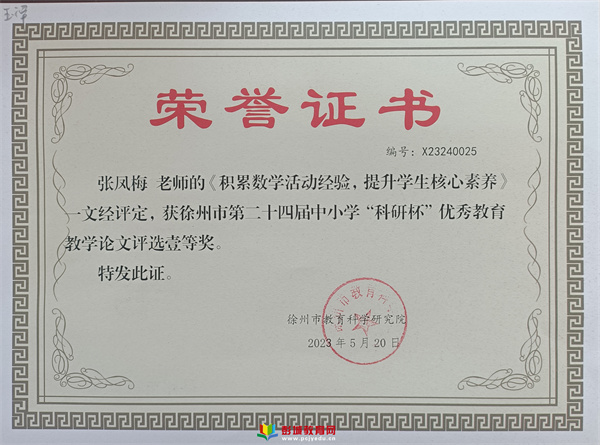 荣誉证书
编号：X23240025
张凤梅 老师的《积累数学活动经验，提升学生核心素养》
一文经评定，获徐州市第二十四届中小学“科研杯”优秀教育
教学论文评选壹等奖。
特发此证。
徐州市教育科学研究院
2023年5月20日
彭城教育网
www.pcjyedu.cn